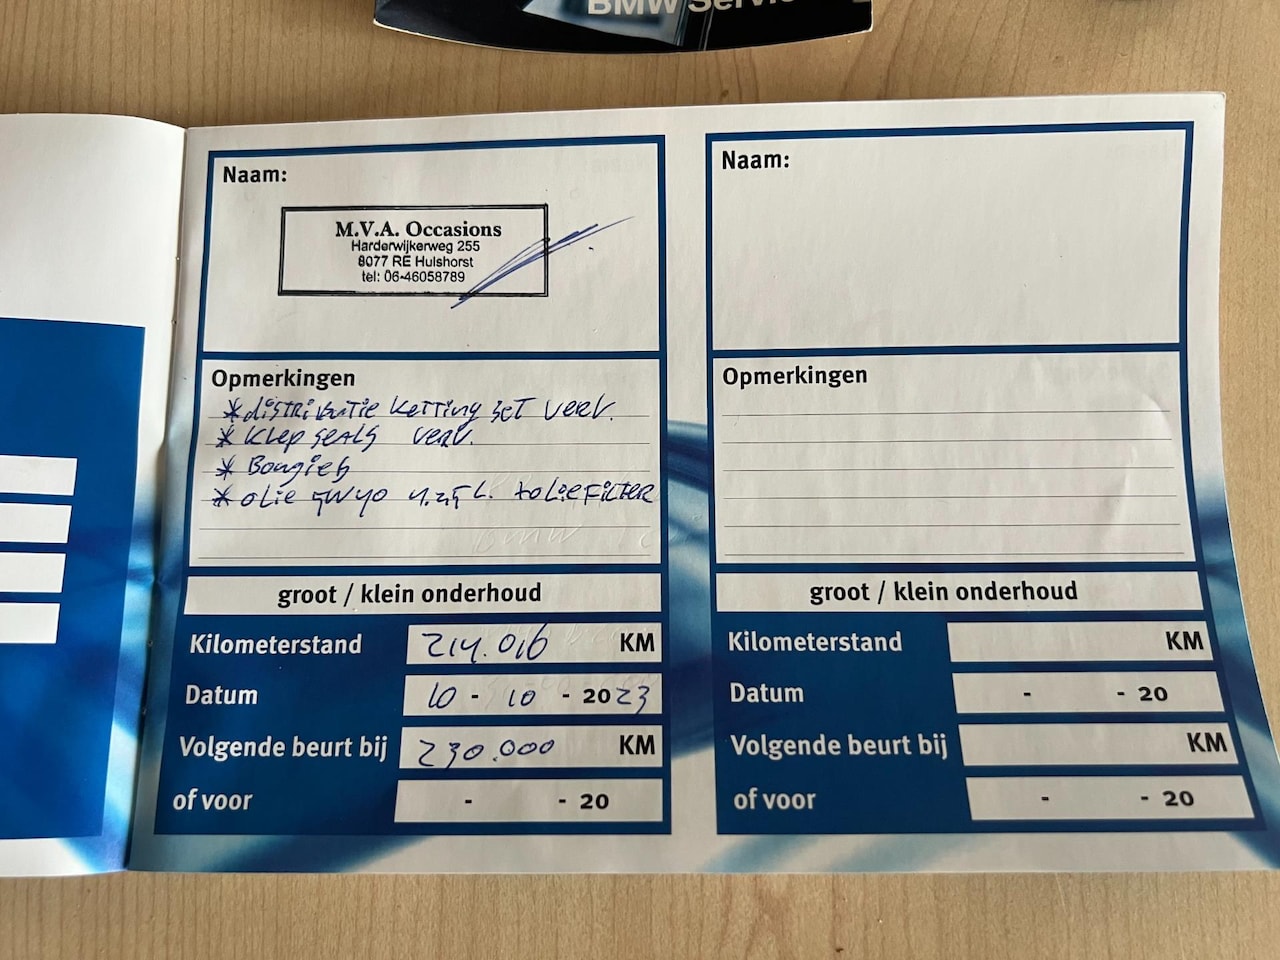 BMW Servic
Naam:
M.V.A. Occasions
Harderwijkerweg 255
8077 RE Hulshorst
tel: 06-46058789
Opmerkingen
* distributie ketting set verv.
* klep seals verv.
* Bougies
* olie 5W40 4.25 L. + olieFilter
groot / klein onderhoud
Kilometerstand 214.016 KM
Datum 10 - 10 - 2023
Volgende beurt bij 230.000 KM
of voor - - 20
Naam:
Opmerkingen
groot / klein onderhoud
Kilometerstand KM
Datum - - 20
Volgende beurt bij KM
of voor - - 20